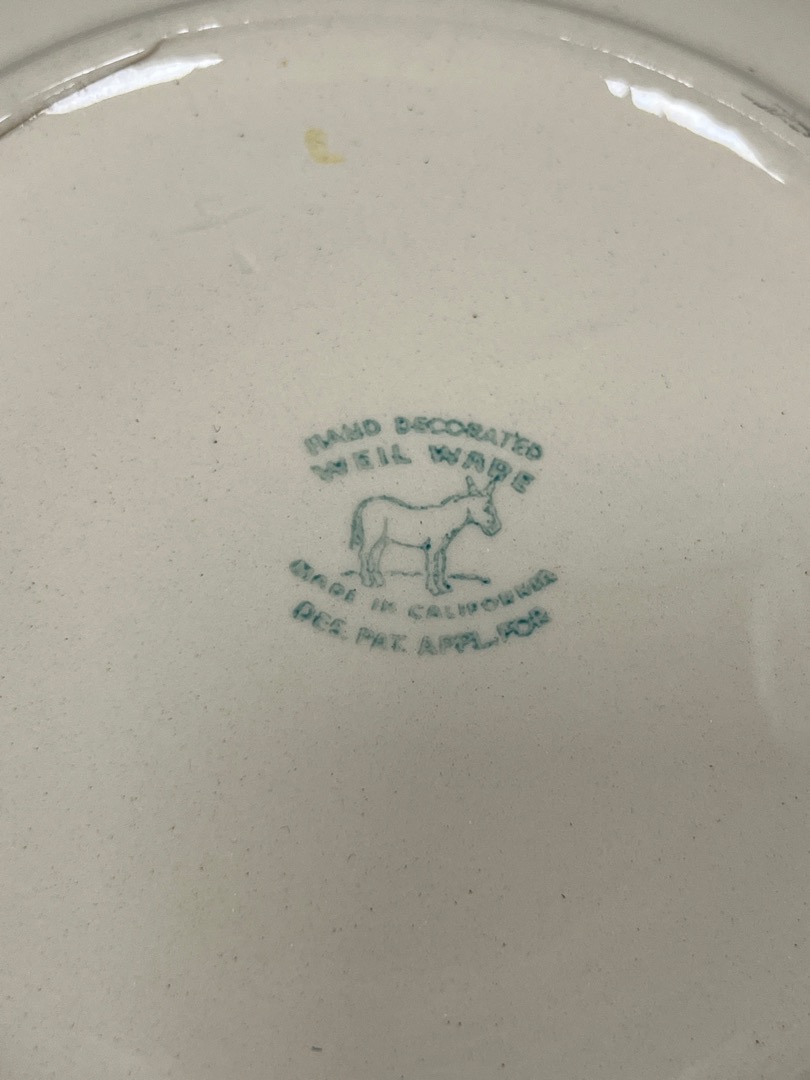 HAND DECORATED
WEIL WARE
MADE IN CALIFORNIA
DES. PAT. APPL. FOR